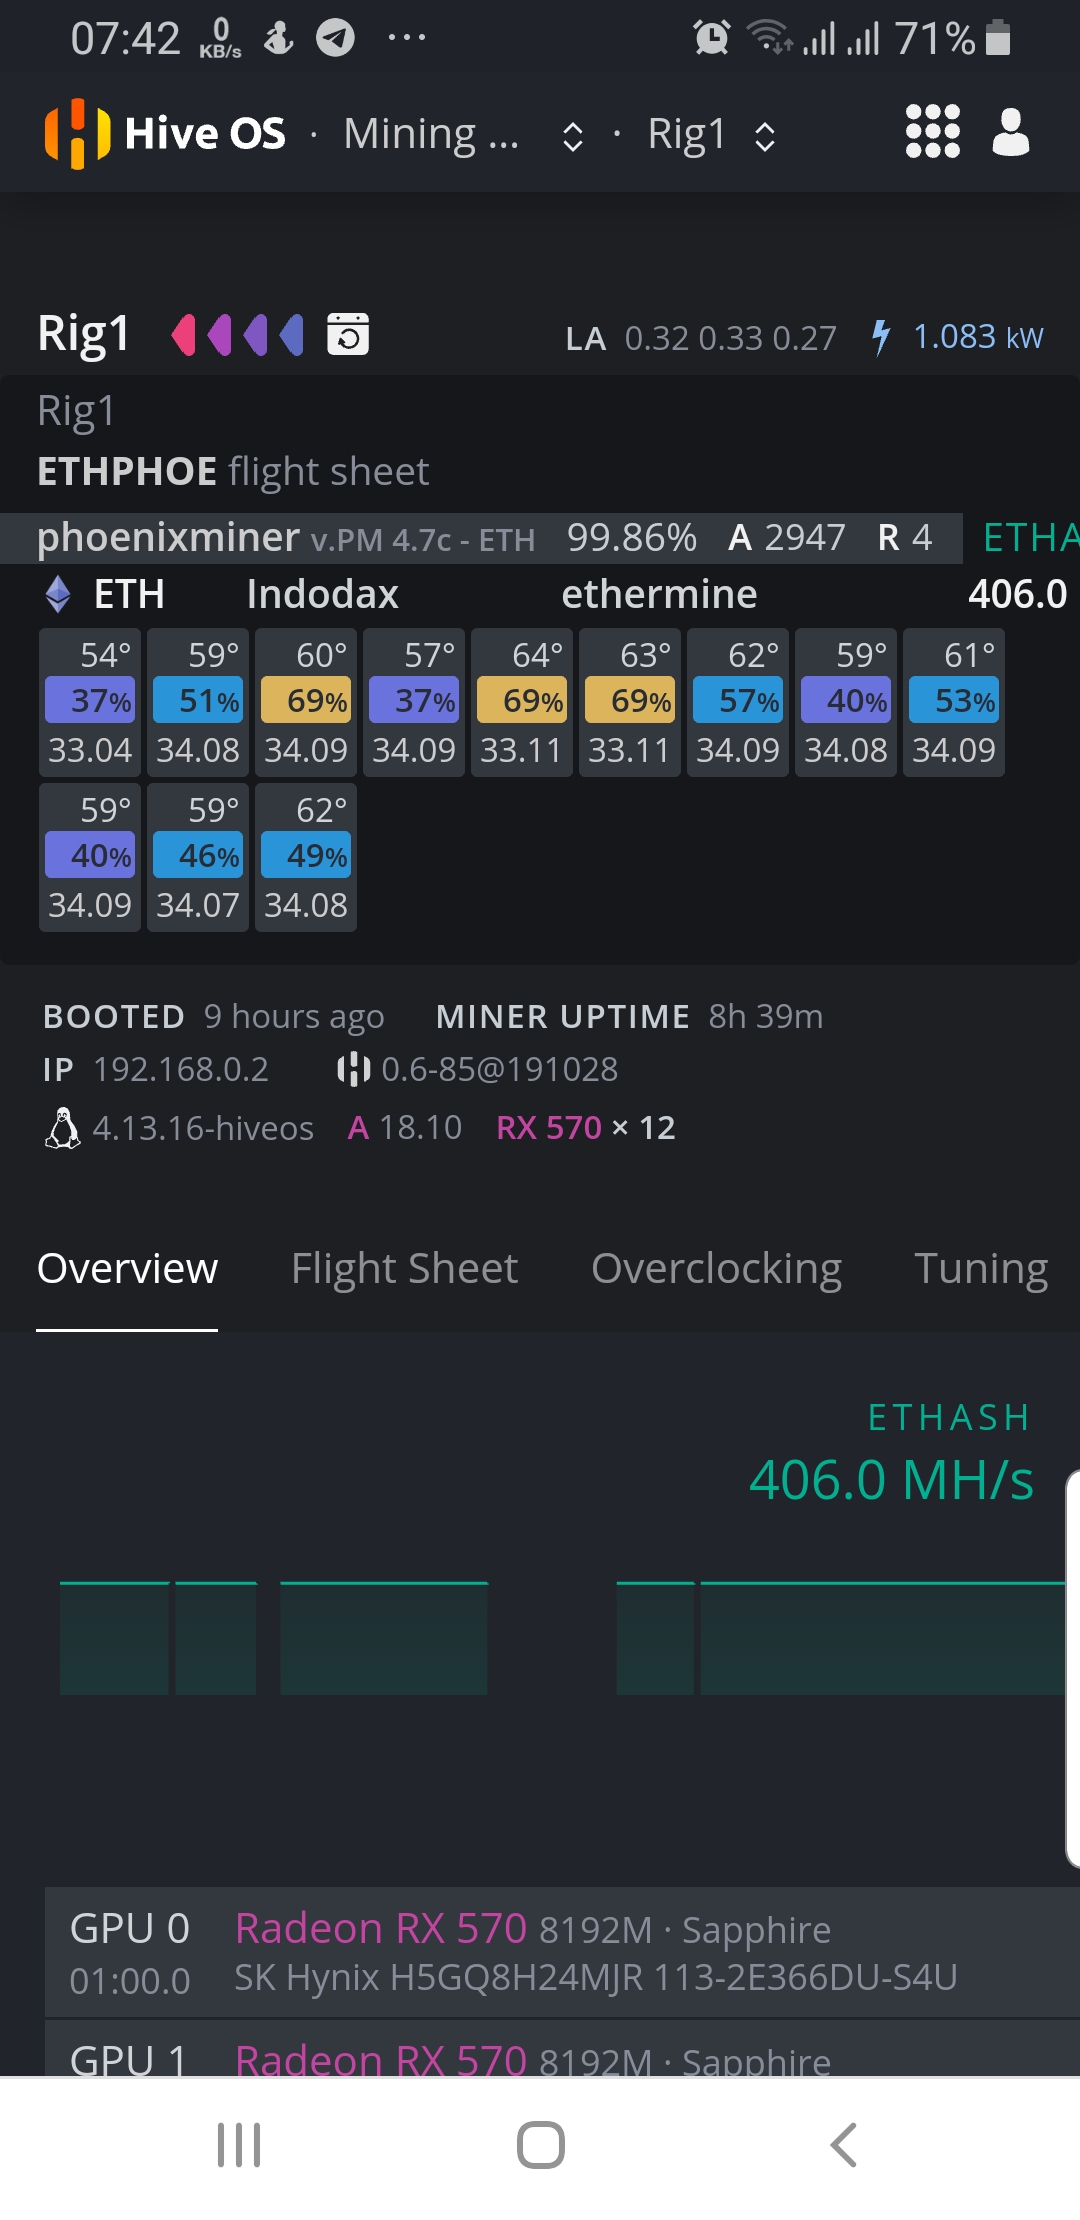 07:42 0 KB/s 71%
Hive OS · Mining ... · Rig1
Rig1 LA 0.32 0.33 0.27 1.083 kW
Rig1
ETHPHOE flight sheet
phoenixminer v.PM 4.7c - ETH 99.86% A 2947 R 4 ETHA
ETH Indodax ethermine 406.0
54° 59° 60° 57° 64° 63° 62° 59° 61°
37% 51% 69% 37% 69% 69% 57% 40% 53%
33.04 34.08 34.09 34.09 33.11 33.11 34.09 34.08 34.09
59° 59° 62°
40% 46% 49%
34.09 34.07 34.08
BOOTED 9 hours ago MINER UPTIME 8h 39m
IP 192.168.0.2 0.6-85@191028
4.13.16-hiveos A 18.10 RX 570 × 12
Overview Flight Sheet Overclocking Tuning
ETHASH
406.0 MH/s
GPU 0 Radeon RX 570 8192M · Sapphire
01:00.0 SK Hynix H5GQ8H24MJR 113-2E366DU-S4U
GPU 1 Radeon RX 570 8192M · Sapphire